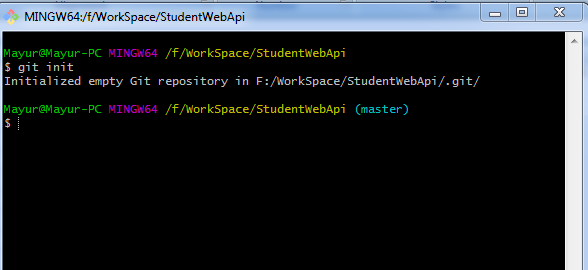 MINGW64:/f/WorkSpace/StudentWebApi
Mayur@Mayur-PC MINGW64 /f/WorkSpace/StudentWebApi
$ git init
Initialized empty Git repository in F:/WorkSpace/StudentWebApi/.git/
Mayur@Mayur-PC MINGW64 /f/WorkSpace/StudentWebApi (master)
$